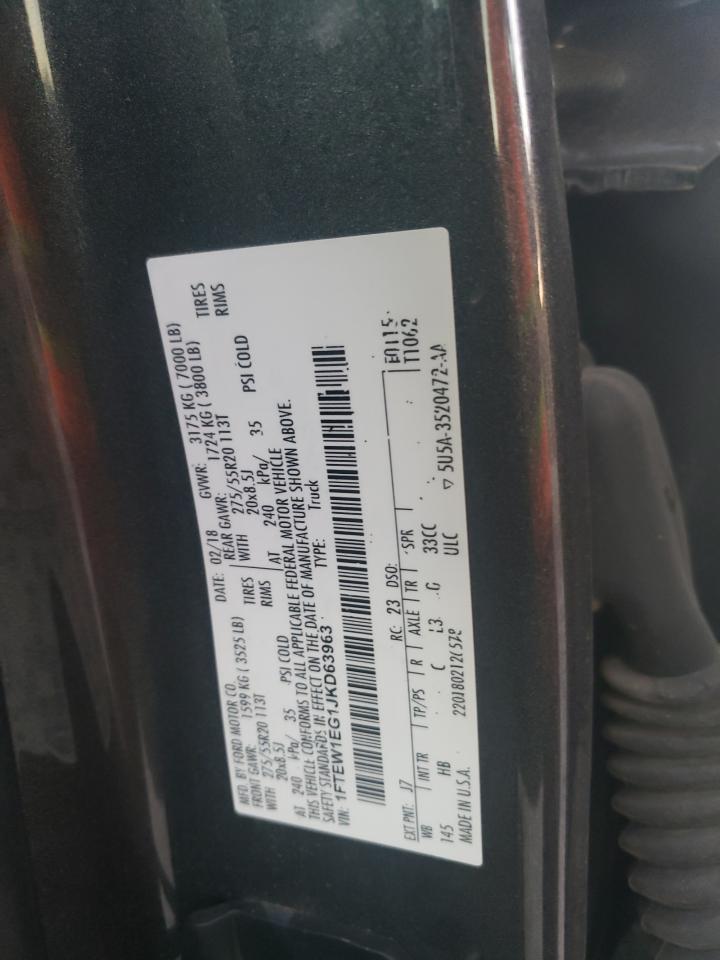 MFD. BY FORD MOTOR CO. DATE: 02/18 GVWR: 3175 KG ( 7000 LB)
FRONT GAWR: 1599 KG ( 3525 LB) REAR GAWR: 1724 KG ( 3800 LB)
WITH 275/55R20 113T TIRES WITH 275/55R20 113T TIRES
20x8.5J RIMS 20x8.5J RIMS
AT 240 kPa/ 35 PSI COLD AT 240 kPa/ 35 PSI COLD
THIS VEHICLE CONFORMS TO ALL APPLICABLE FEDERAL MOTOR VEHICLE
SAFETY STANDARDS IN EFFECT ON THE DATE OF MANUFACTURE SHOWN ABOVE.
VIN: 1FTEW1EG1JKD63963 TYPE: Truck
EXT PNT: J7 RC: 23 DSO:
WB INT TR TP/PS R AXLE TR SPR T1062
145 HB G 33CC
MADE IN U.S.A. ULC 5U5A-3520472-AA